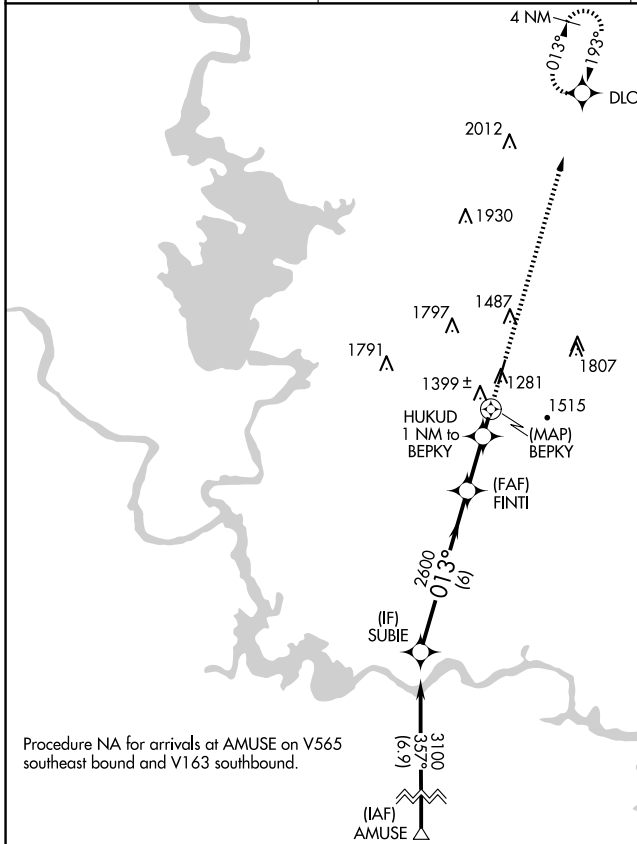 4 NM
013°
193°
DLC
2012
1930
1487
1797
1791
1807
1399 ±
1281
1515
HUKUD
1 NM to
BEPKY
(MAP)
BEPKY
(FAF)
FINTI
2600
013°
(6)
(IF)
SUBIE
Procedure NA for arrivals at AMUSE on V565
southeast bound and V163 southbound.
3100
357°
(6.9)
(IAF)
AMUSE